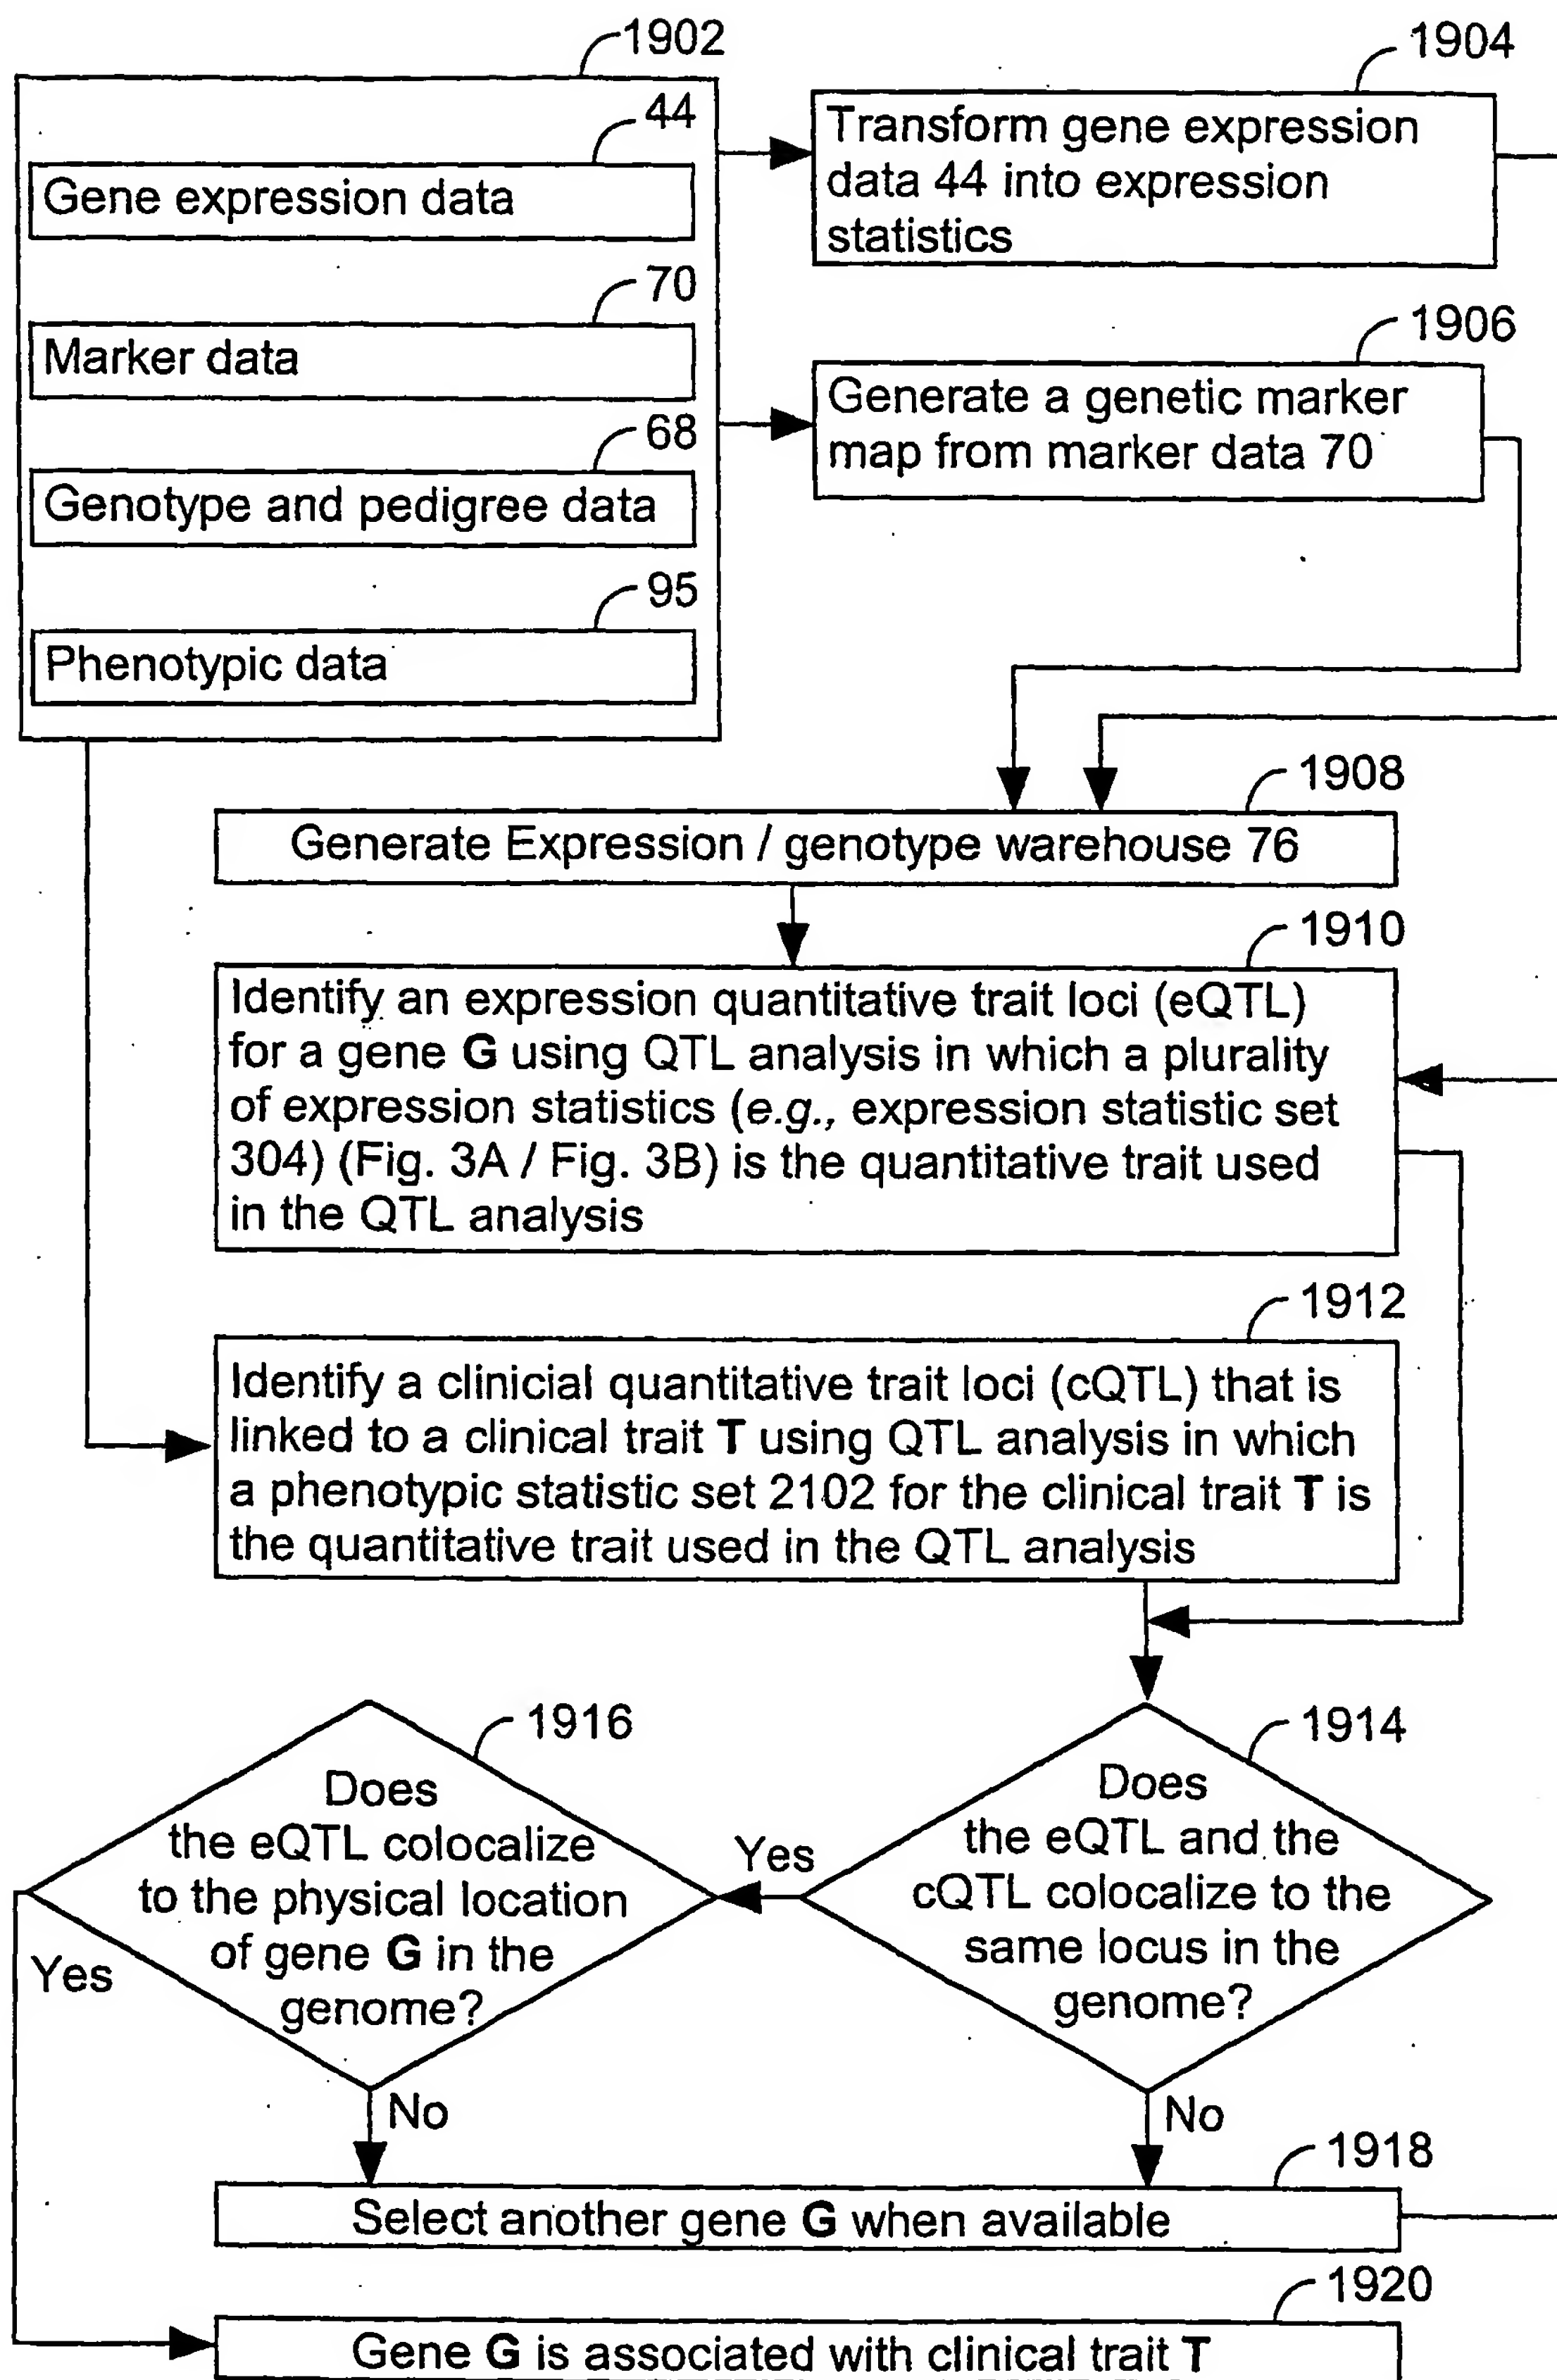 1902
44
Gene expression data
70
Marker data
68
Genotype and pedigree data
95
Phenotypic data
1904
Transform gene expression
data 44 into expression
statistics
1906
Generate a genetic marker
map from marker data 70
1908
Generate Expression / genotype warehouse 76
1910
Identify an expression quantitative trait loci (eQTL)
for a gene G using QTL analysis in which a plurality
of expression statistics (e.g., expression statistic set
304) (Fig. 3A / Fig. 3B) is the quantitative trait used
in the QTL analysis
1912
Identify a clinicial quantitative trait loci (cQTL) that is
linked to a clinical trait T using QTL analysis in which
a phenotypic statistic set 2102 for the clinical trait T is
the quantitative trait used in the QTL analysis
1914
Does
the eQTL and the
cQTL colocalize to the
same locus in the
genome?
Yes
No
1916
Does
the eQTL colocalize
to the physical location
of gene G in the
genome?
Yes
No
1918
Select another gene G when available
1920
Gene G is associated with clinical trait T